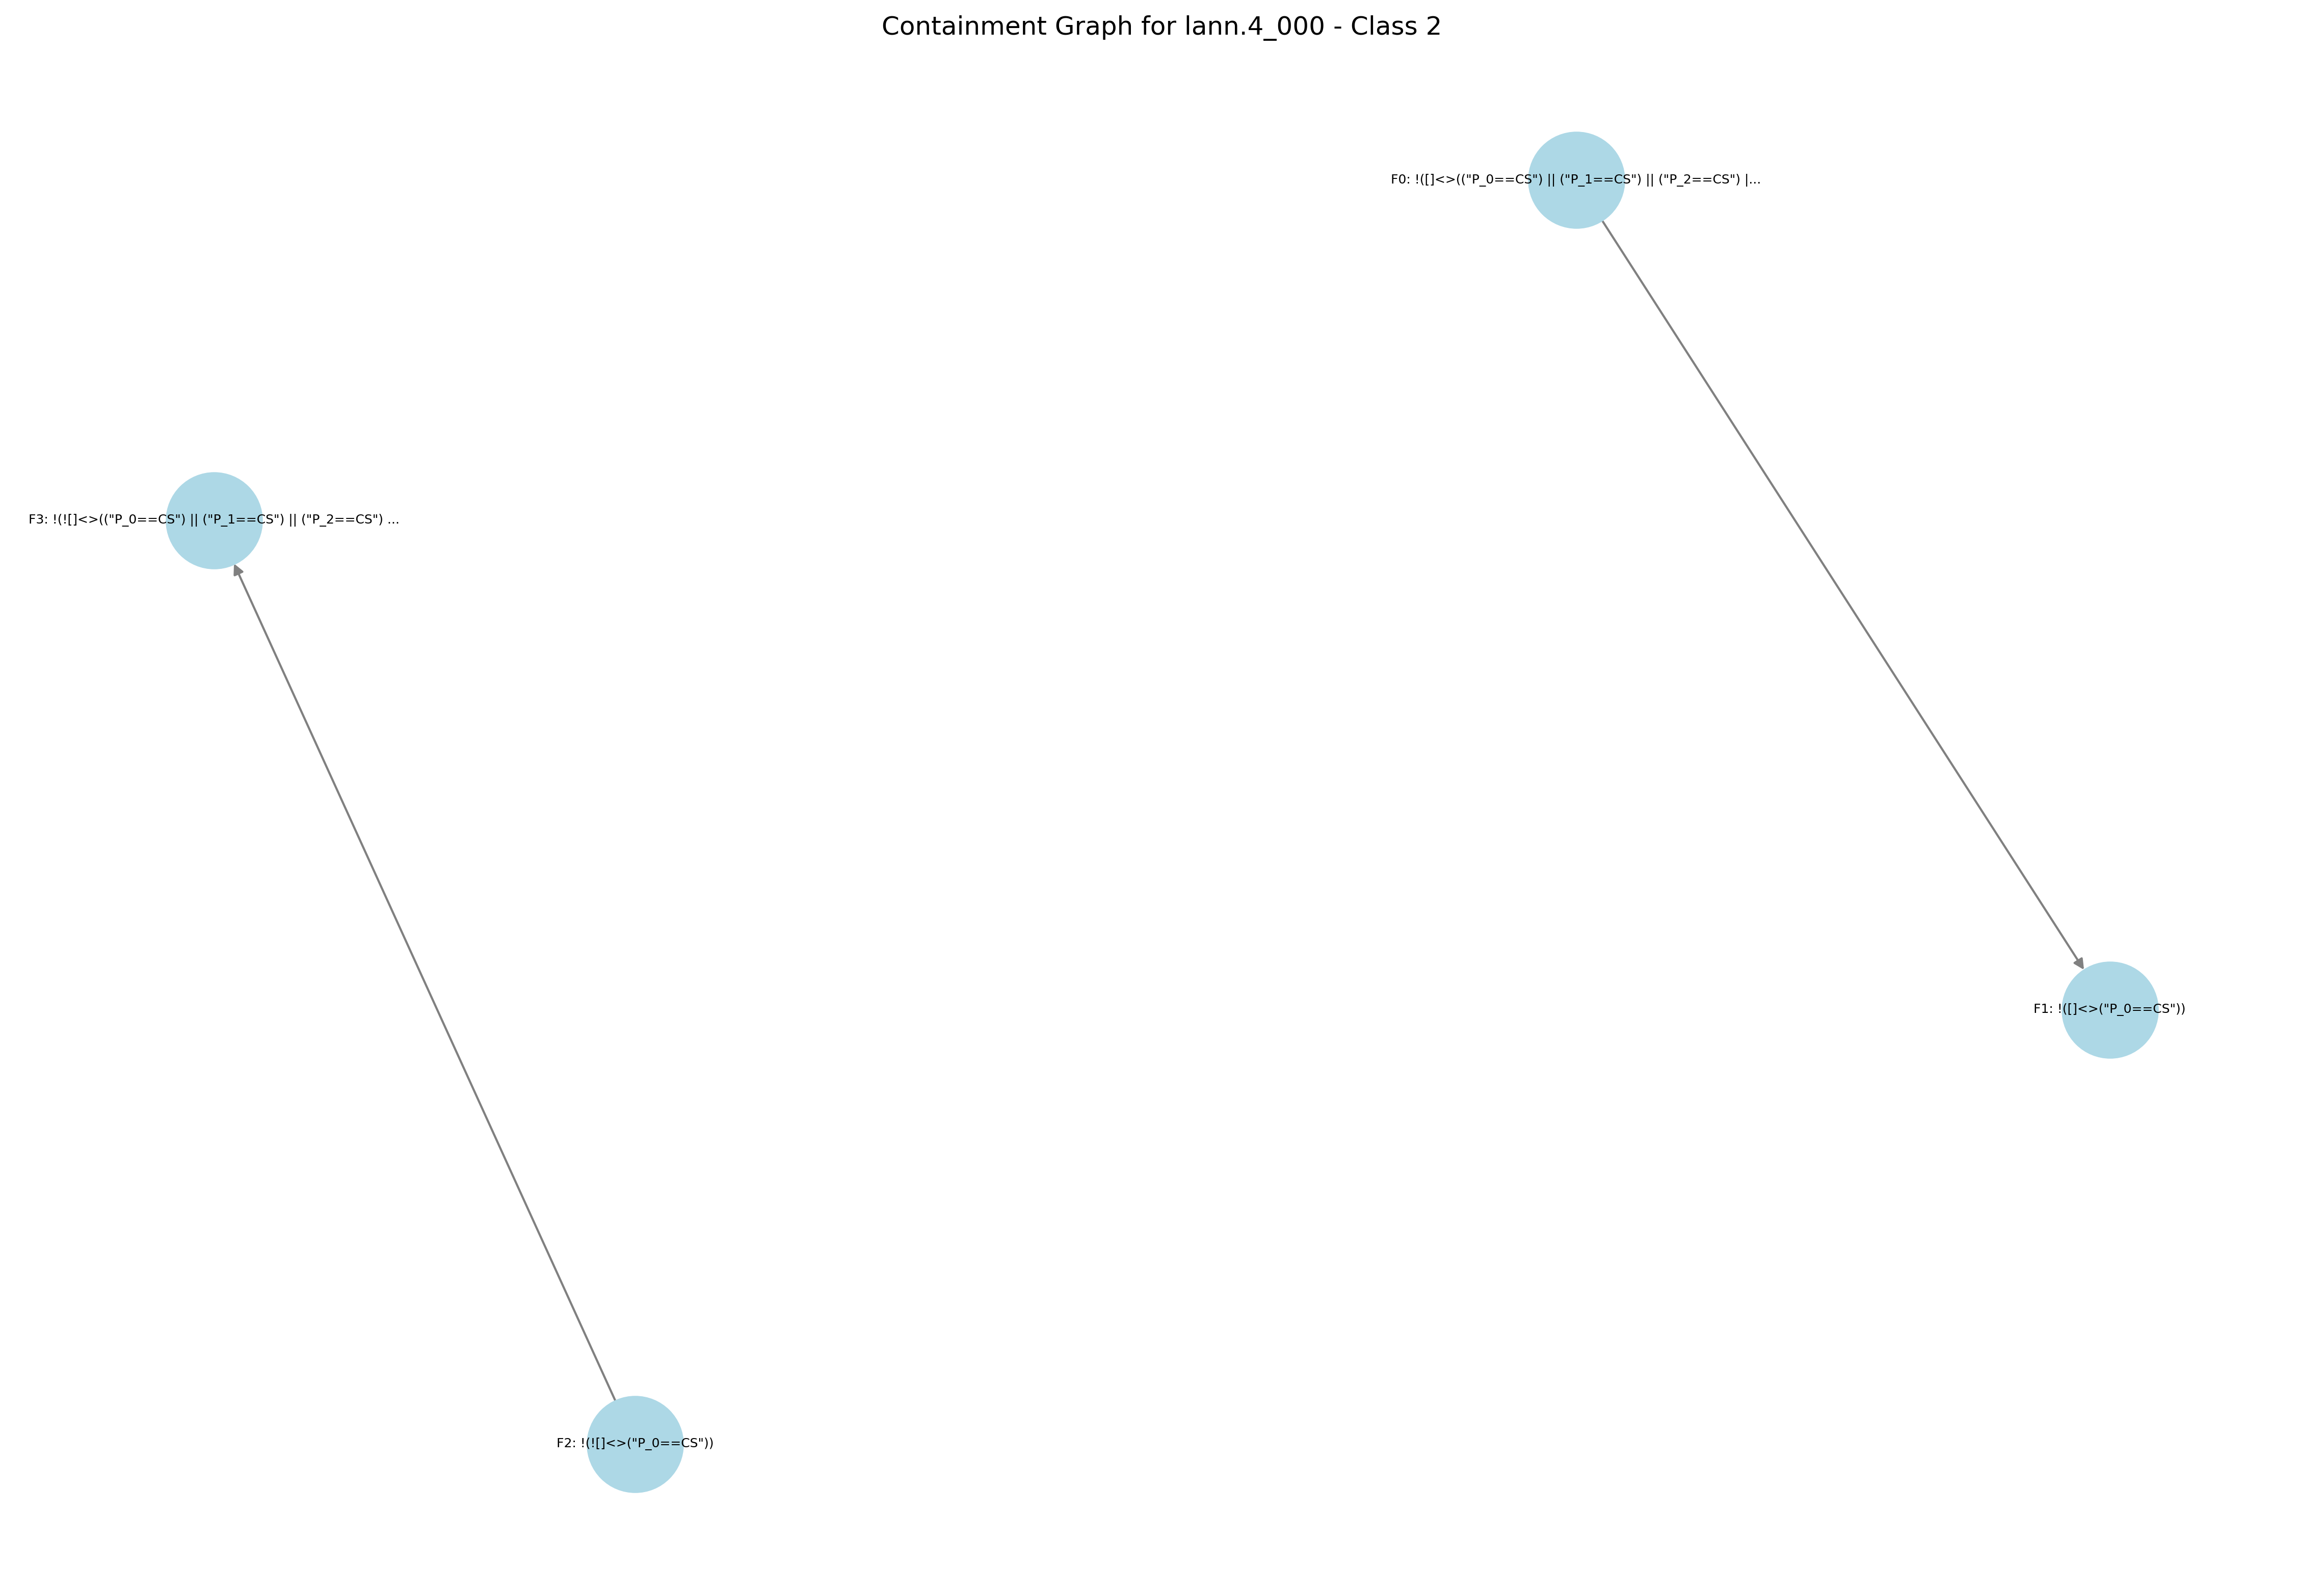 Containment Graph for lann.4_000 - Class 2
F0: !([]<>(("P_0==CS") || ("P_1==CS") || ("P_2==CS") |...
F3: !(![]<>(("P_0==CS") || ("P_1==CS") || ("P_2==CS") ...
F1: !([]<>("P_0==CS"))
F2: !(![]<>("P_0==CS"))